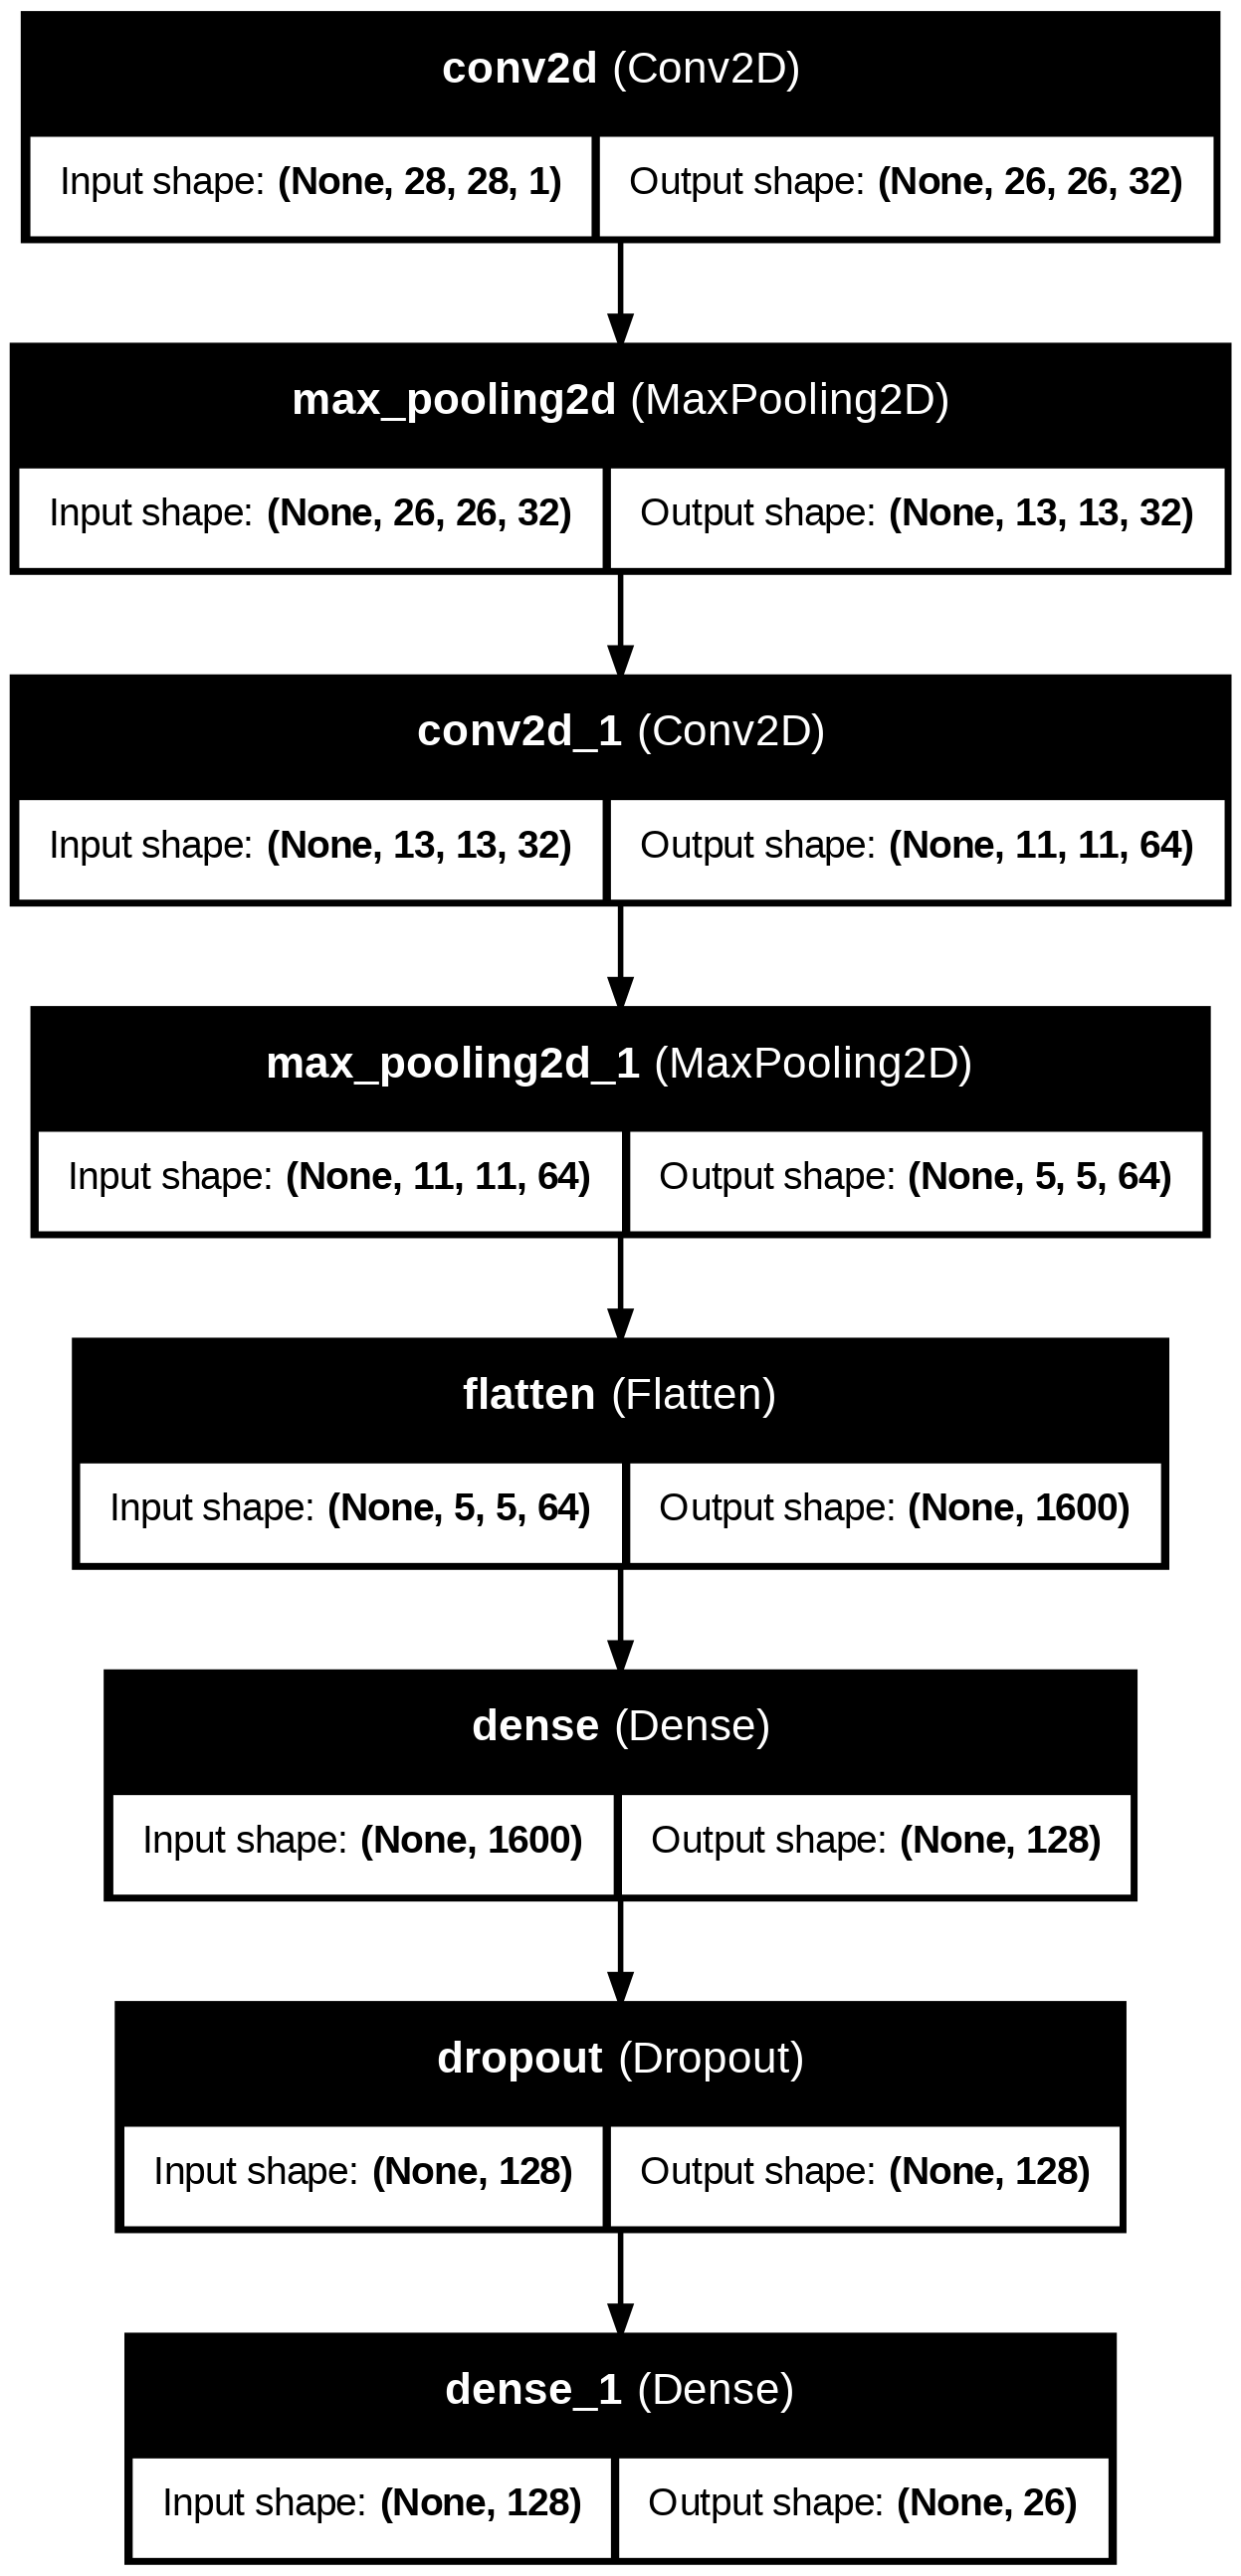 conv2d (Conv2D)
Input shape: (None, 28, 28, 1) Output shape: (None, 26, 26, 32)
max_pooling2d (MaxPooling2D)
Input shape: (None, 26, 26, 32) Output shape: (None, 13, 13, 32)
conv2d_1 (Conv2D)
Input shape: (None, 13, 13, 32) Output shape: (None, 11, 11, 64)
max_pooling2d_1 (MaxPooling2D)
Input shape: (None, 11, 11, 64) Output shape: (None, 5, 5, 64)
flatten (Flatten)
Input shape: (None, 5, 5, 64) Output shape: (None, 1600)
dense (Dense)
Input shape: (None, 1600) Output shape: (None, 128)
dropout (Dropout)
Input shape: (None, 128) Output shape: (None, 128)
dense_1 (Dense)
Input shape: (None, 128) Output shape: (None, 26)